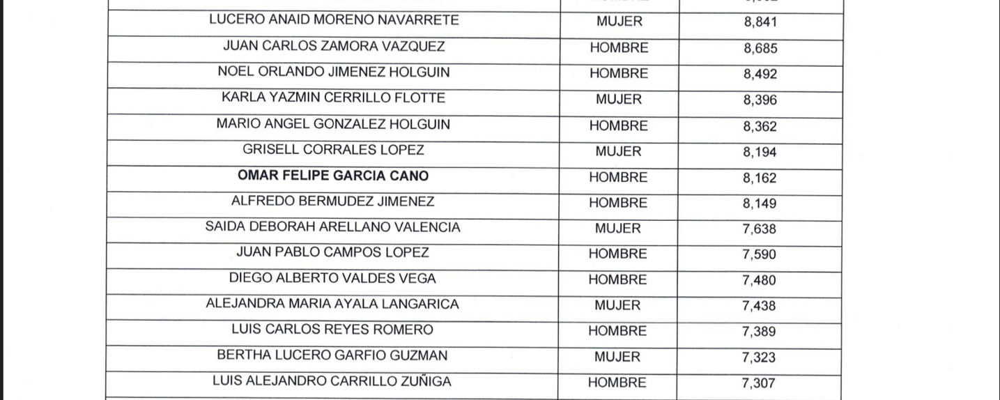 LUCERO ANAID MORENO NAVARRETE MUJER 8,841
JUAN CARLOS ZAMORA VAZQUEZ HOMBRE 8,685
NOEL ORLANDO JIMENEZ HOLGUIN HOMBRE 8,492
KARLA YAZMIN CERRILLO FLOTTE MUJER 8,396
MARIO ANGEL GONZALEZ HOLGUIN HOMBRE 8,362
GRISELL CORRALES LOPEZ MUJER 8,194
OMAR FELIPE GARCIA CANO HOMBRE 8,162
ALFREDO BERMUDEZ JIMENEZ HOMBRE 8,149
SAIDA DEBORAH ARELLANO VALENCIA MUJER 7,638
JUAN PABLO CAMPOS LOPEZ HOMBRE 7,590
DIEGO ALBERTO VALDES VEGA HOMBRE 7,480
ALEJANDRA MARIA AYALA LANGARICA MUJER 7,438
LUIS CARLOS REYES ROMERO HOMBRE 7,389
BERTHA LUCERO GARFIO GUZMAN MUJER 7,323
LUIS ALEJANDRO CARRILLO ZUÑIGA HOMBRE 7,307